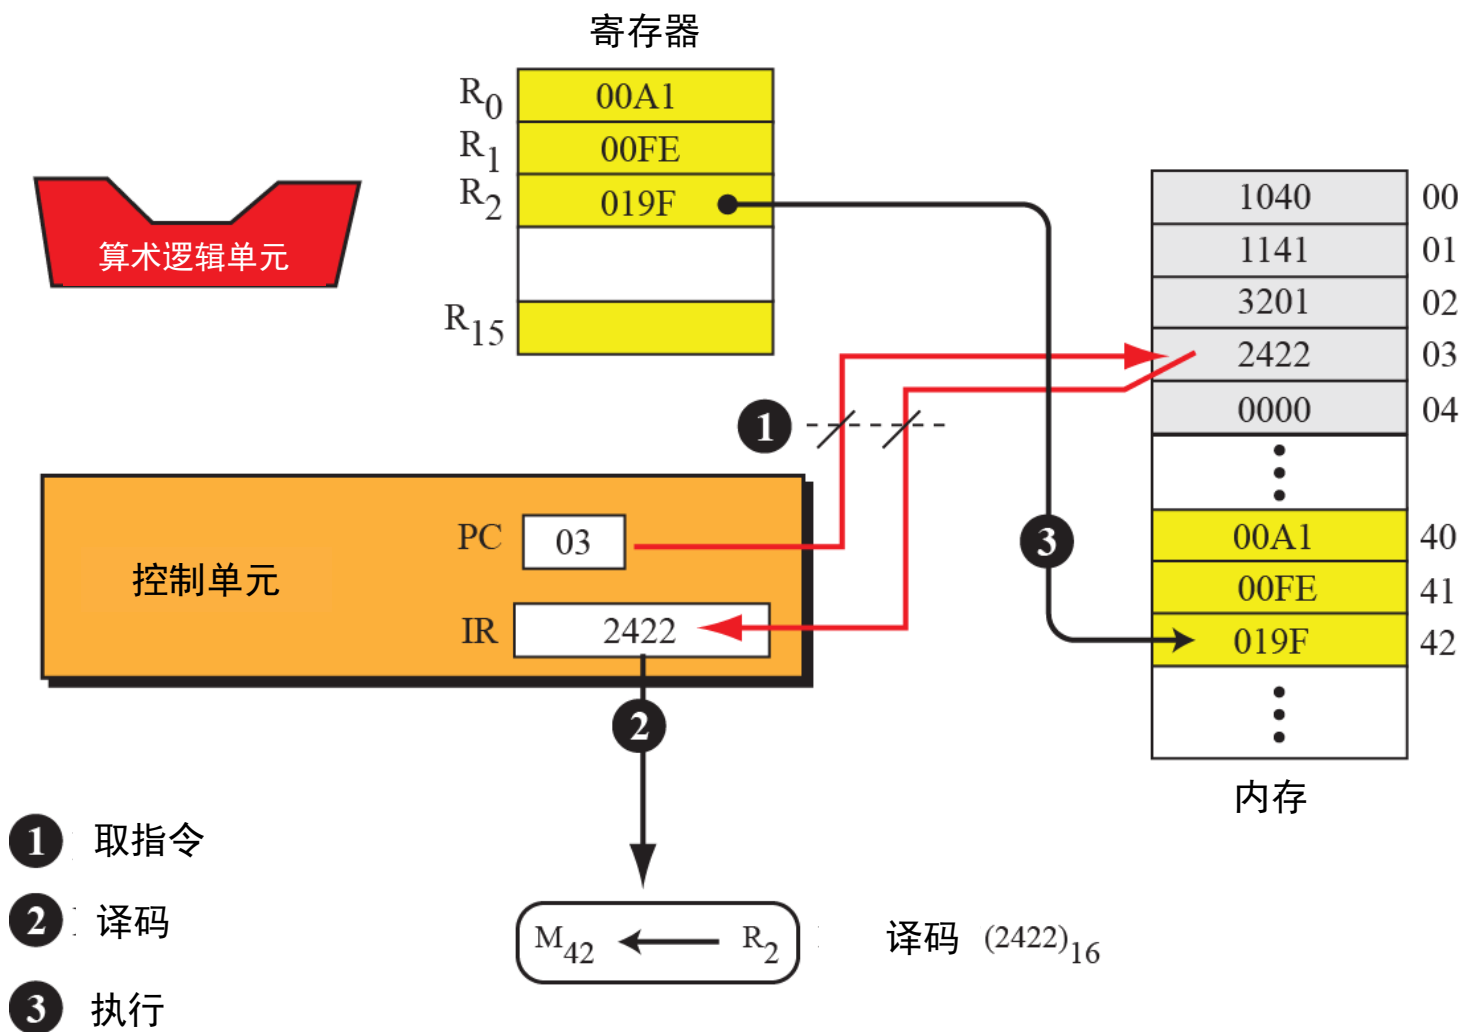 寄存器
R0 00A1
R1 00FE
R2 019F
R15
算术逻辑单元
1040 00
1141 01
3201 02
2422 03
0000 04
00A1 40
00FE 41
019F 42
内存
1
3
控制单元
PC 03
IR 2422
2
M42 ← R2
译码 (2422)16
1 取指令
2 译码
3 执行